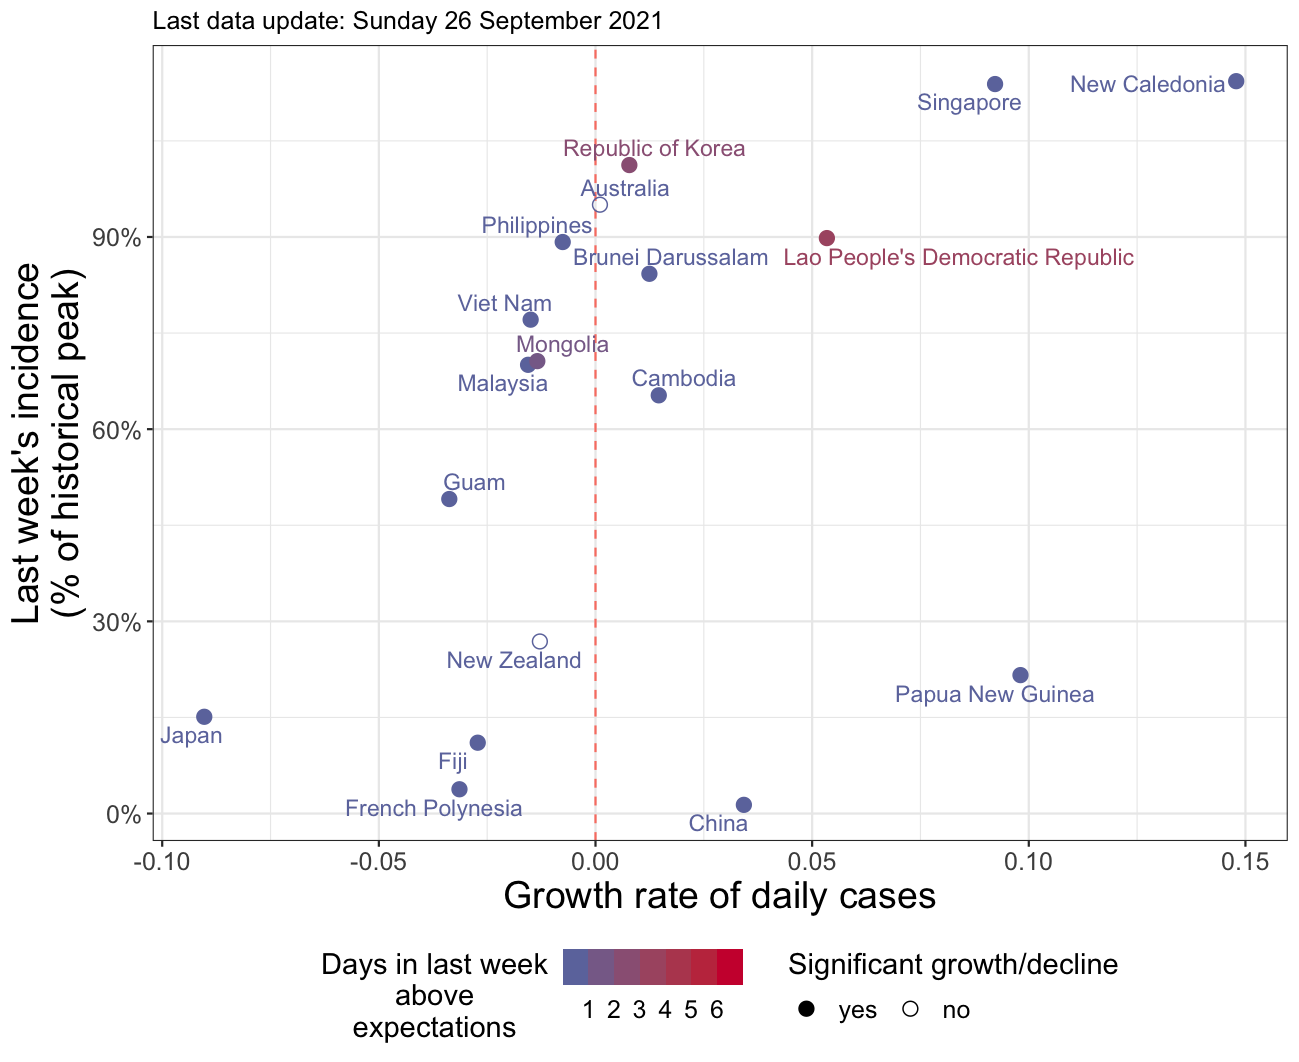 Last data update: Sunday 26 September 2021
New Caledonia
Singapore
Republic of Korea
Australia
Philippines
90%
Brunei Darussalam
Lao People's Democratic Republic
Viet Nam
Mongolia
Malaysia
Cambodia
60%
Guam
30%
New Zealand
Papua New Guinea
Japan
Fiji
French Polynesia
0%
China
Last week's incidence
(% of historical peak)
-0.10
-0.05
0.00
0.05
0.10
0.15
Growth rate of daily cases
Days in last week
above
expectations
1 2 3 4 5 6
Significant growth/decline
yes
no